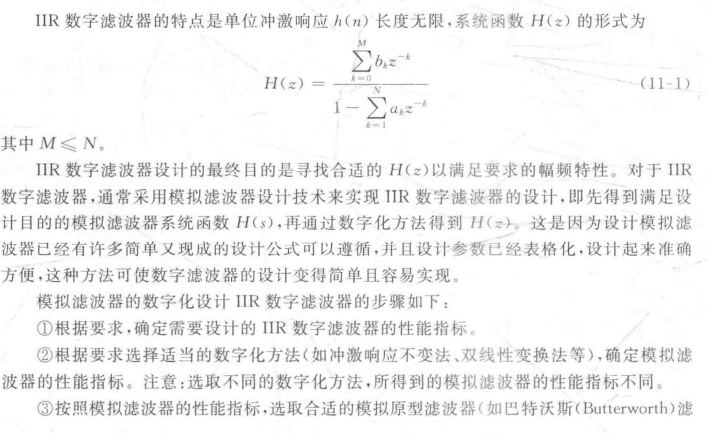 IIR 数字滤波器的特点是单位冲激响应 h(n) 长度无限,系统函数 H(z) 的形式为
H(z) = \frac{\sum_{k=0}^{M} b_k z^{-k}}{1 - \sum_{k=1}^{N} a_k z^{-k}} (11-1)
其中 M≤N。
IIR 数字滤波器设计的最终目的是寻找合适的 H(z)以满足要求的幅频特性。对于 IIR
数字滤波器,通常采用模拟滤波器设计技术来实现 IIR 数字滤波器的设计,即先得到满足设
计目的的模拟滤波器系统函数 H(s),再通过数字化方法得到 H(z)。这是因为设计模拟滤
波器已经有许多简单又现成的设计公式可以遵循,并且设计参数已经表格化,设计起来准确
方便,这种方法可使数字滤波器的设计变得简单且容易实现。
模拟滤波器的数字化设计 IIR 数字滤波器的步骤如下:
①根据要求,确定需要设计的 IIR 数字滤波器的性能指标。
②根据要求选择适当的数字化方法(如冲激响应不变法、双线性变换法等),确定模拟滤
波器的性能指标。注意:选取不同的数字化方法,所得到的模拟滤波器的性能指标不同。
③按照模拟滤波器的性能指标,选取合适的模拟原型滤波器(如巴特沃斯(Butterworth)滤